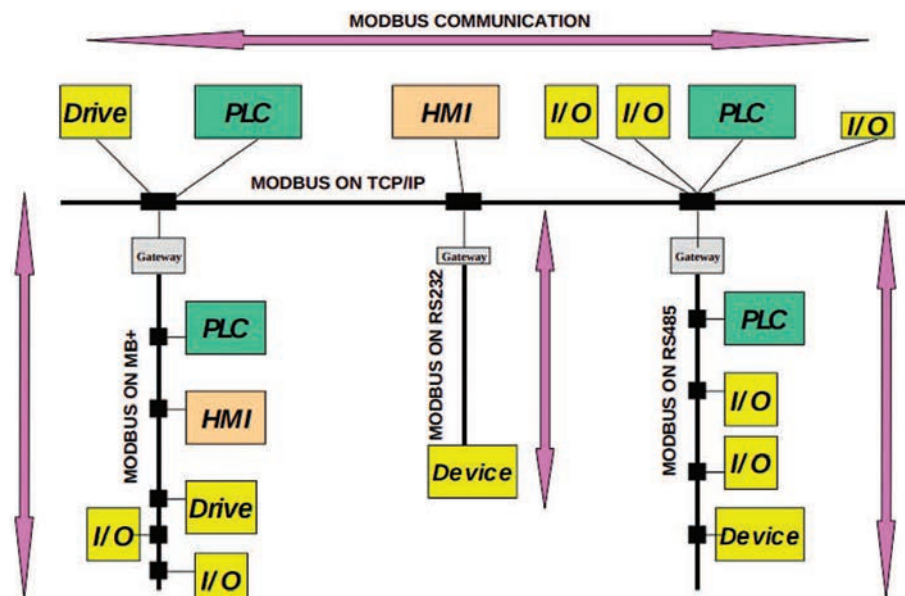 MODBUS COMMUNICATION
Drive
PLC
HMI
I/O
I/O
PLC
I/O
MODBUS ON TCP/IP
Gateway
Gateway
Gateway
MODBUS ON MB+
PLC
HMI
Drive
I/O
I/O
MODBUS ON RS232
Device
MODBUS ON RS485
PLC
I/O
I/O
Device